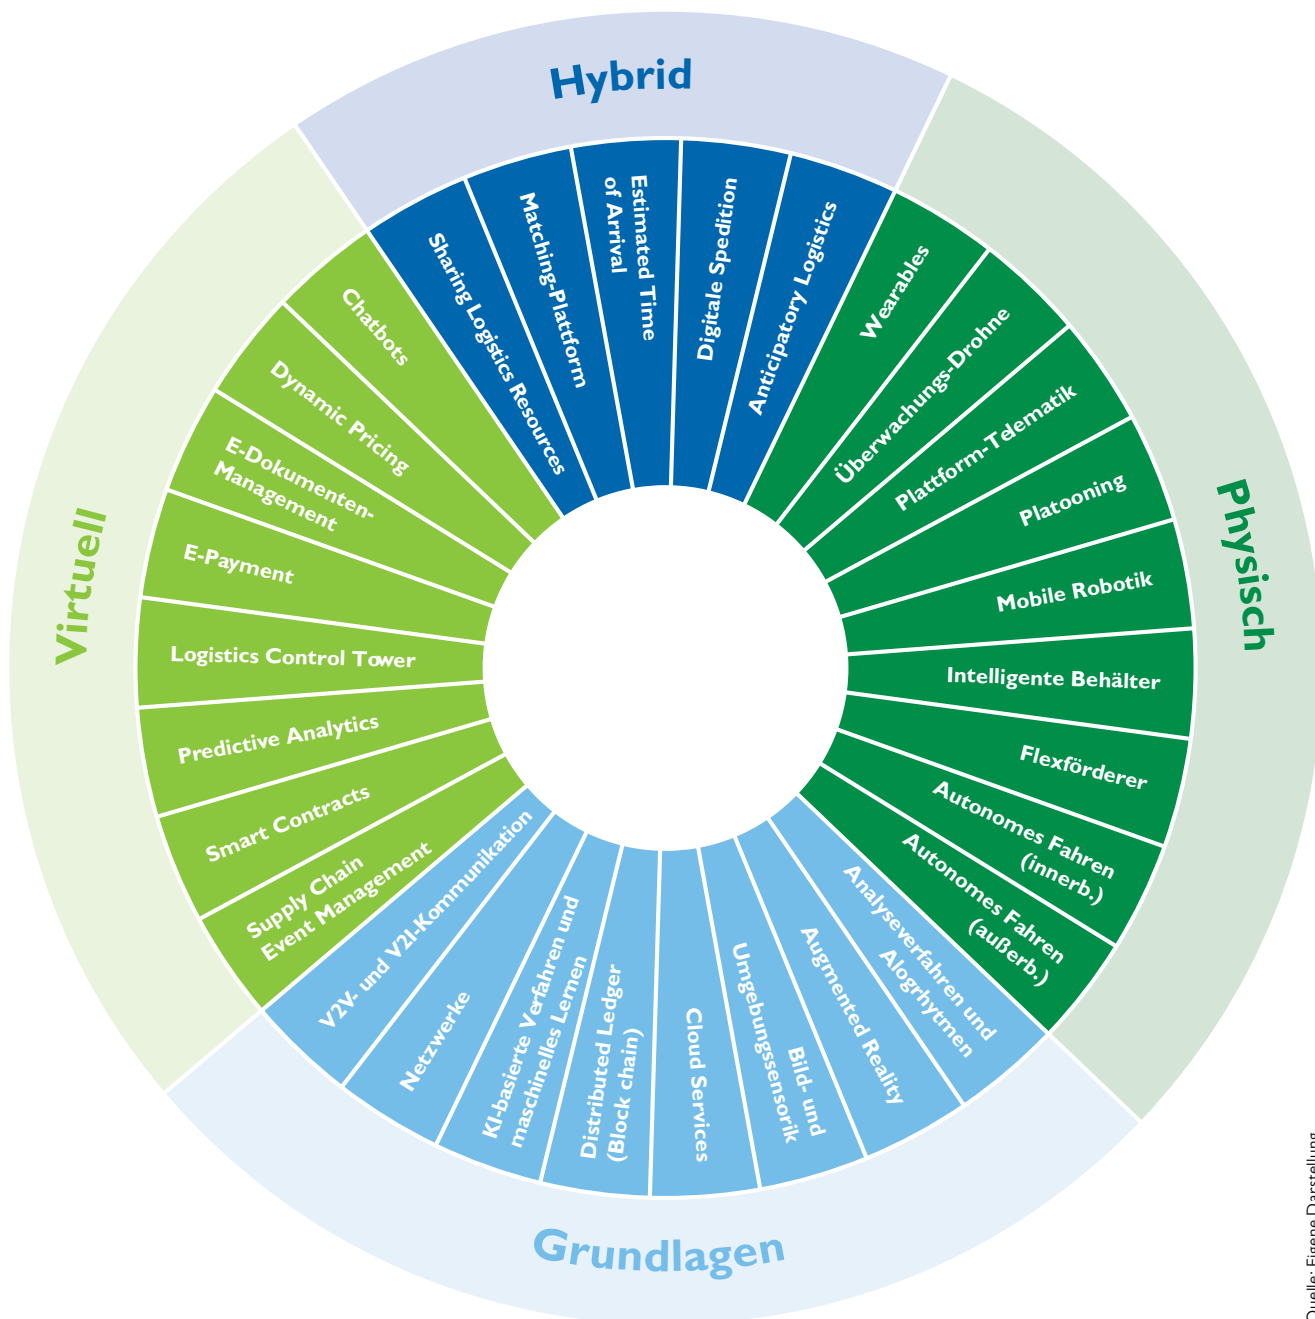 Hybrid
Sharing Logistics Resources
Matching-Plattform
Estimated Time
of Arrival
Digitale Spedition
Anticipatory Logistics
Physisch
Wearables
Überwachungs-Drohne
Plattform-Telematik
Platooning
Mobile Robotik
Intelligente Behälter
Flexförderer
Autonomes Fahren
(innerb.)
Autonomes Fahren
(außerb.)
Grundlagen
Analyseverfahren und
Alogrhytmen
Augmented Reality
Bild- und
Umgebungssensorik
Cloud Services
Distributed Ledger
(Block chain)
KI-basierte Verfahren und
maschinelles Lernen
Netzwerke
V2V- und V2I-Kommunikation
Virtuell
Supply Chain
Event Management
Smart Contracts
Predictive Analytics
Logistics Control Tower
E-Payment
E-Dokumenten-
Management
Dynamic Pricing
Chatbots
Quelle: Eigene Darstellung